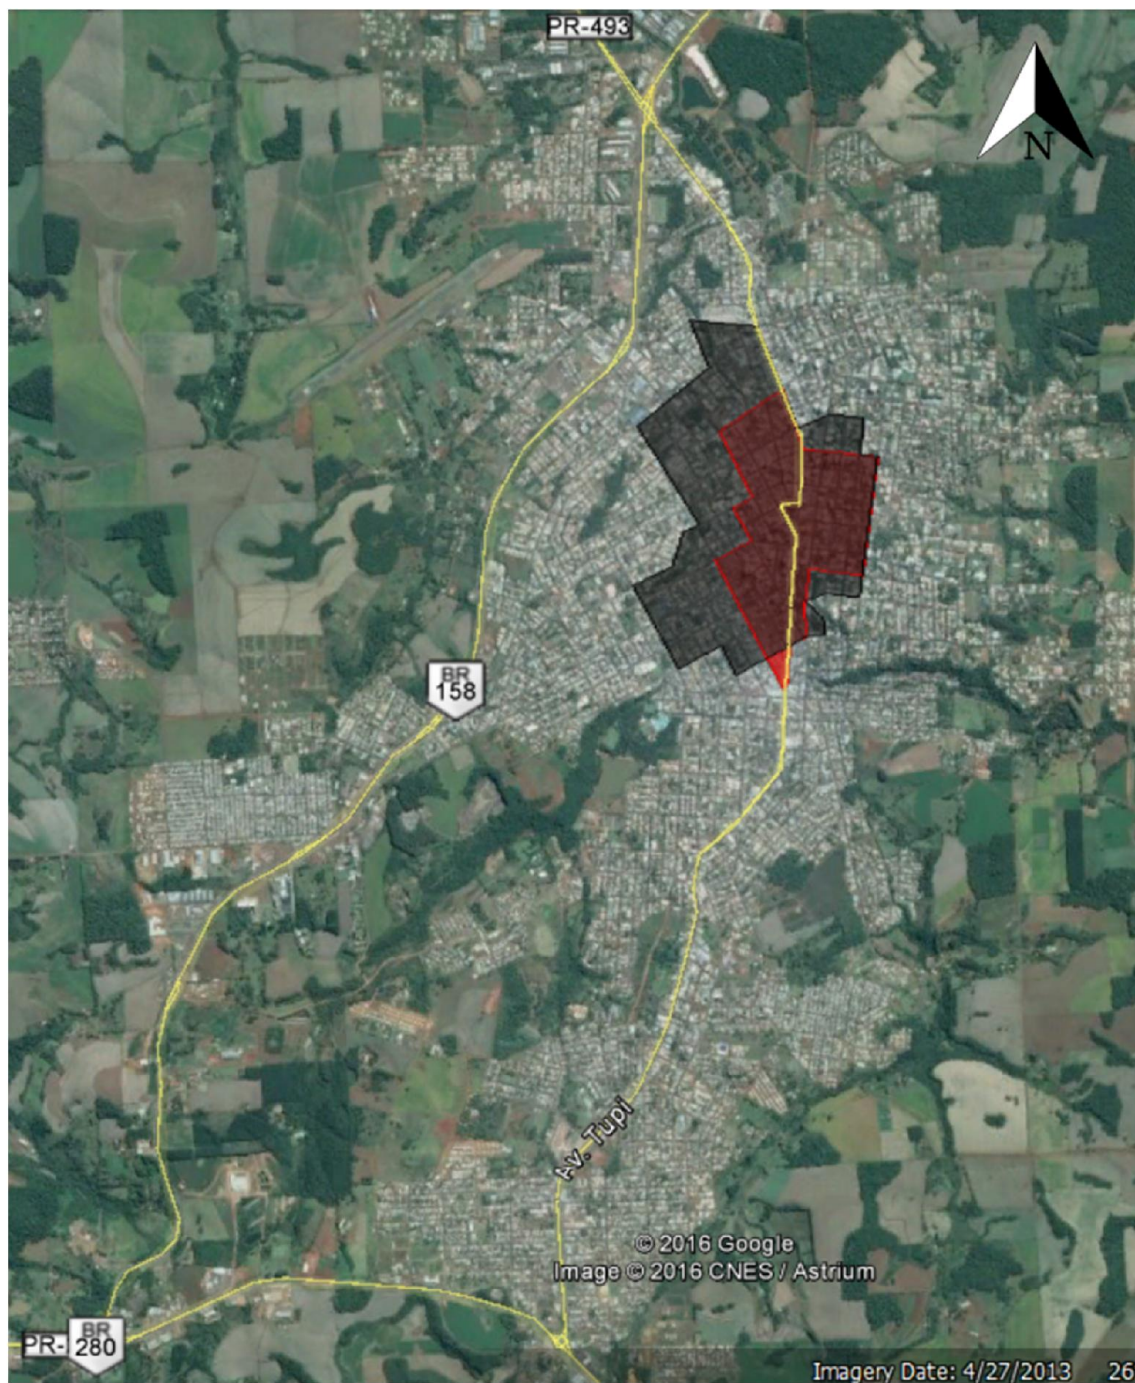 PR-493
N
BR
158
Av. Tupi
© 2016 Google
Image © 2016 CNES / Astrium
PR-
BR
280
Imagery Date: 4/27/2013 26